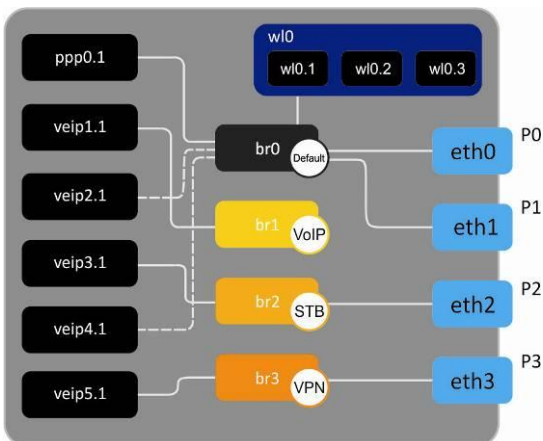 wl0
wl0.1 wl0.2 wl0.3
ppp0.1
veip1.1
veip2.1
veip3.1
veip4.1
veip5.1
br0 Default
br1 VoIP
br2 STB
br3 VPN
eth0 P0
eth1 P1
eth2 P2
eth3 P3